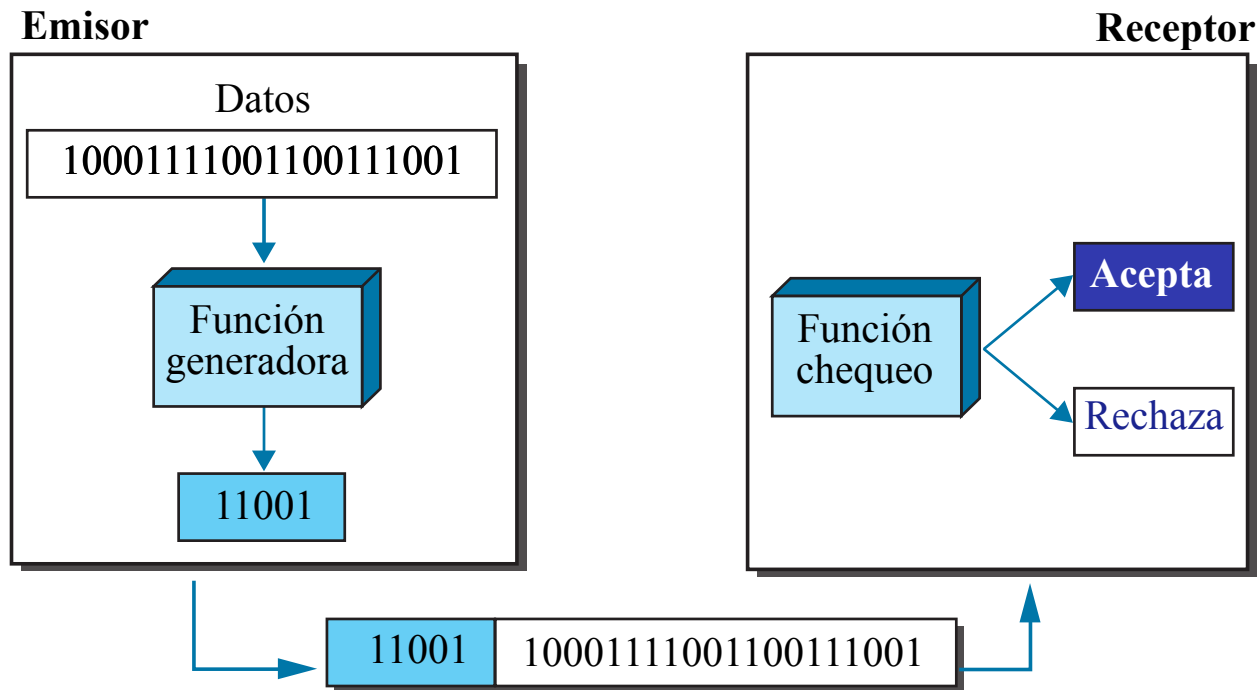 Emisor
Receptor
Datos
10001111001100111001
Función
generadora
11001
Función
chequeo
Acepta
Rechaza
11001
10001111001100111001